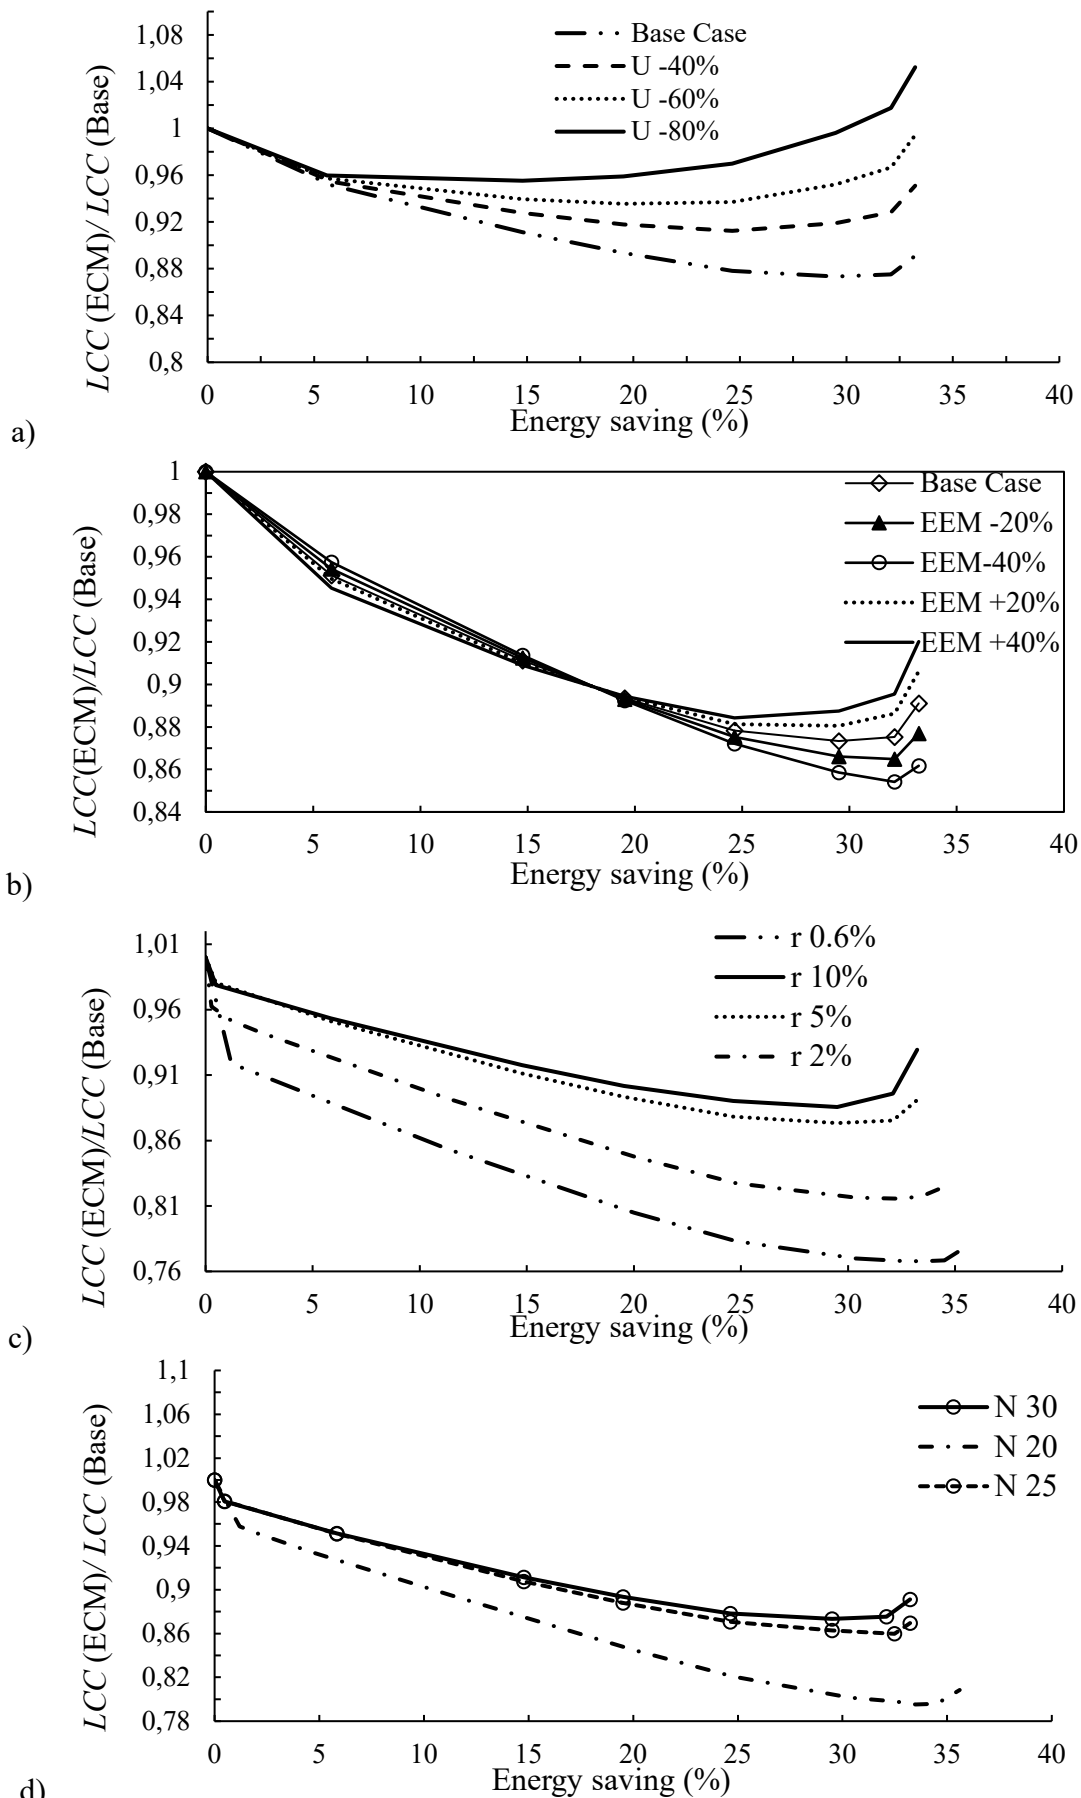 1,08
1,04
1
0,96
0,92
0,88
0,84
0,8
LCC (ECM)/ LCC (Base)
Base Case
U -40%
U -60%
U -80%
0 5 10 15 20 25 30 35 40
Energy saving (%)
a)
1
0,98
0,96
0,94
0,92
0,9
0,88
0,86
0,84
LCC(ECM)/LCC (Base)
Base Case
EEM -20%
EEM-40%
EEM +20%
EEM +40%
0 5 10 15 20 25 30 35 40
Energy saving (%)
b)
1,01
0,96
0,91
0,86
0,81
0,76
LCC (ECM)/LCC (Base)
r 0.6%
r 10%
r 5%
r 2%
0 5 10 15 20 25 30 35 40
Energy saving (%)
c)
1,1
1,06
1,02
0,98
0,94
0,9
0,86
0,82
0,78
LCC (ECM)/ LCC (Base)
N 30
N 20
N 25
0 5 10 15 20 25 30 35 40
Energy saving (%)
d)